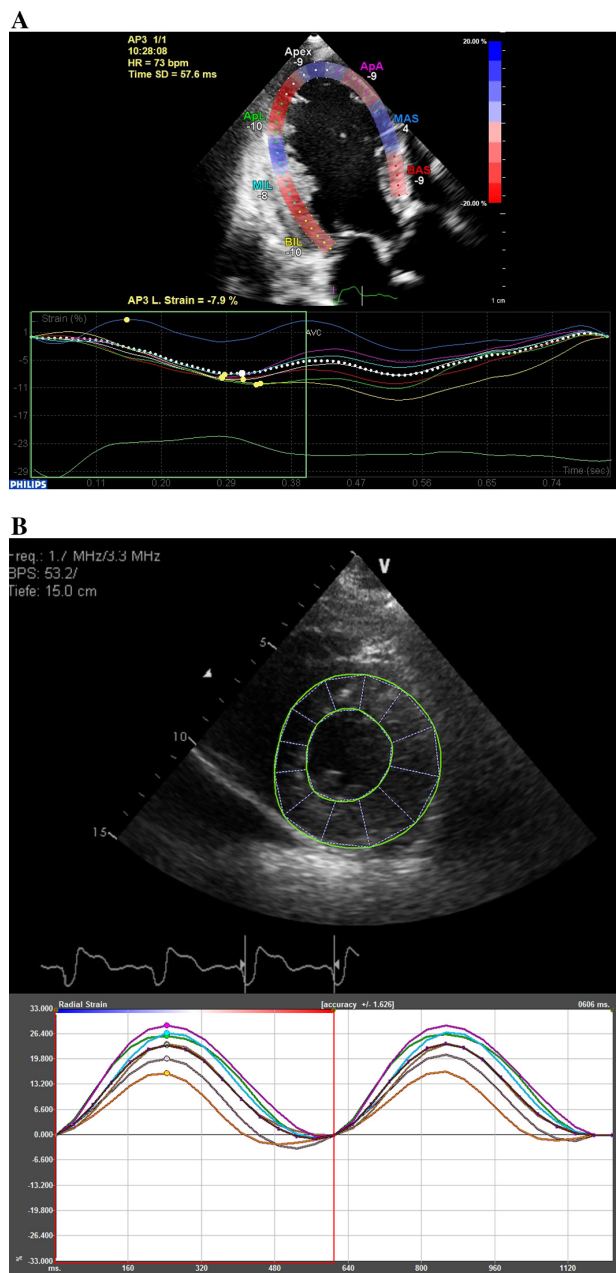 A
AP3 1/1
10:28:08
HR = 73 bpm
Time SD = 57.6 ms
20.00 %
Apex
-9
ApA
-9
ApL
-10
MAS
4
MIL
-8
BAS
-9
BIL
-10
-20.00 %
AP3 L. Strain = -7.9 %
1 cm
Strain (%)
AVC
1
-5
-11
-17
-23
-29
Time (sec)
PHILIPS
0.11
0.20
0.29
0.38
0.47
0.56
0.65
0.74
B
Freq.: 1.7 MHz/3.3 MHz
BPS: 53.2/
Tiefe: 15.0 cm
V
5
10
15
33.000
Radial Strain
[accuracy +/- 1.626]
0606 ms.
26.400
19.800
13.200
6.600
0.000
-6.600
-13.200
-19.800
-26.400
-33.000
ms.
160
320
480
640
800
960
1120